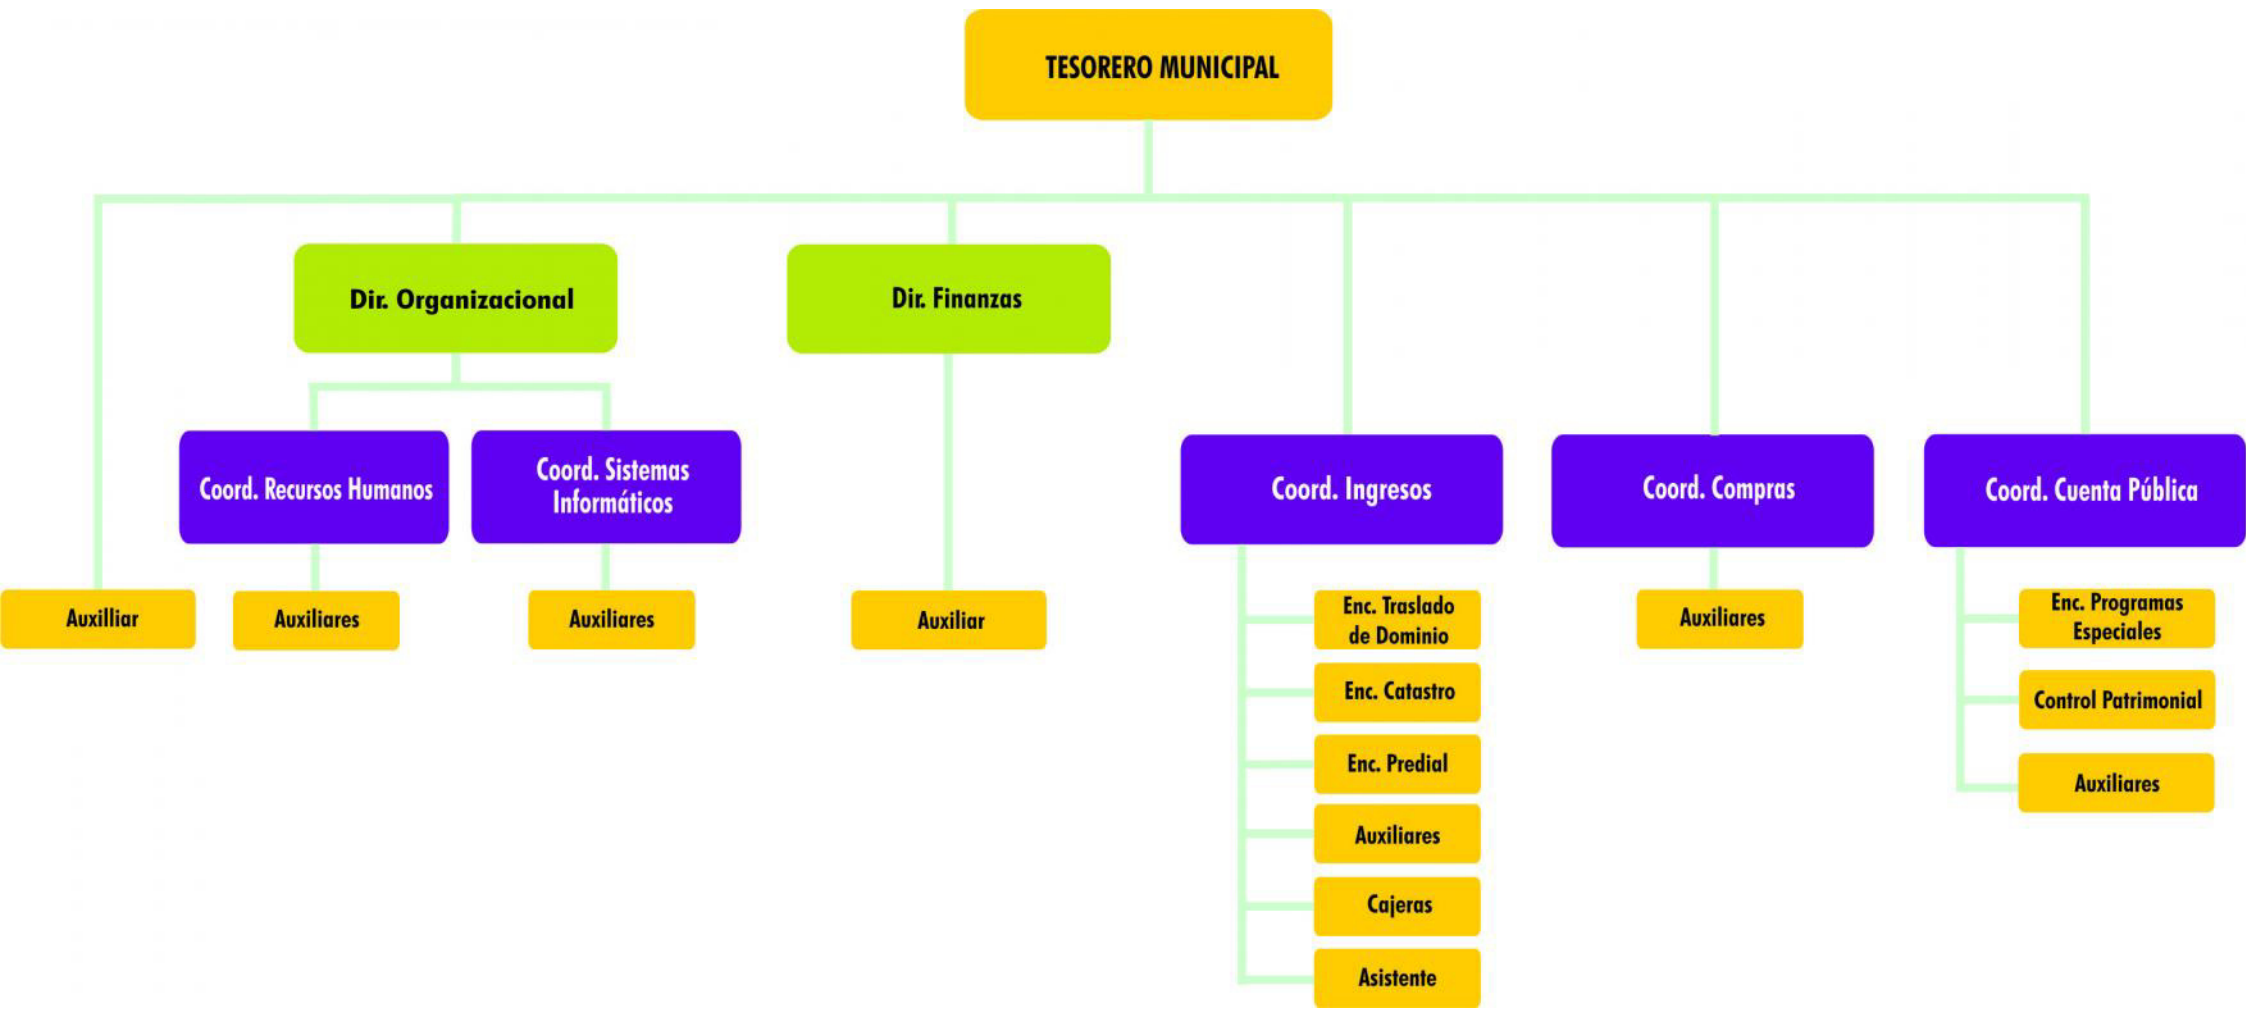 TESORERO MUNICIPAL
Dir. Organizacional
Dir. Finanzas
Coord. Recursos Humanos
Coord. Sistemas
Informáticos
Coord. Ingresos
Coord. Compras
Coord. Cuenta Pública
Auxilliar
Auxiliares
Auxiliares
Auxiliar
Enc. Traslado
de Dominio
Enc. Catastro
Enc. Predial
Auxiliares
Cajeras
Asistente
Auxiliares
Enc. Programas
Especiales
Control Patrimonial
Auxiliares